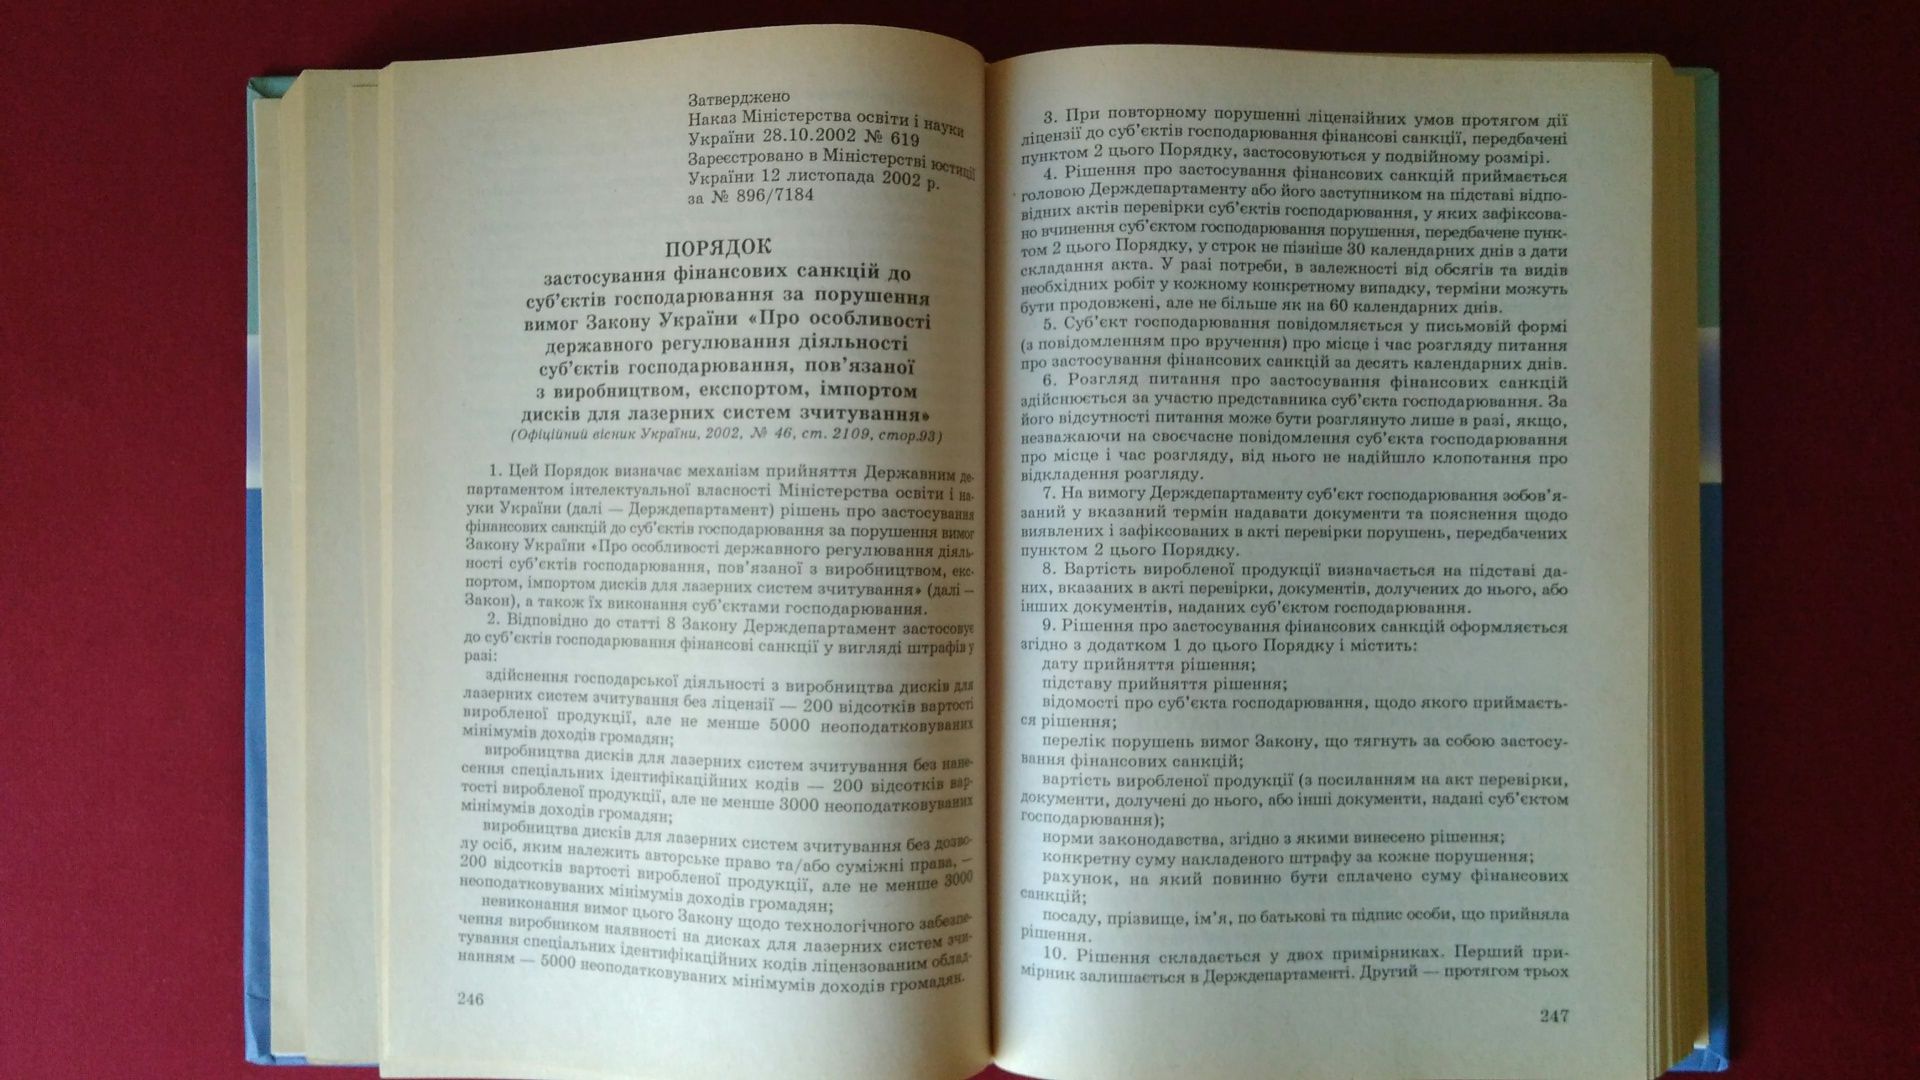 Затверджено
Наказ Міністерства освіти і науки
України 28.10.2002 № 619
Зареєстровано в Міністерстві юстиції
України 12 листопада 2002 р.
за № 896/7184
ПОРЯДОК
застосування фінансових санкцій до
суб’єктів господарювання за порушення
вимог Закону України «Про особливості
державного регулювання діяльності
суб’єктів господарювання, пов’язаної
з виробництвом, експортом, імпортом
дисків для лазерних систем зчитування»
(Офіційний вісник України, 2002, № 46, ст. 2109, стор.93)
1. Цей Порядок визначає механізм прийняття Державним де-
партаментом інтелектуальної власності Міністерства освіти і на-
уки України (далі — Держдепартамент) рішень про застосування
фінансових санкцій до суб’єктів господарювання за порушення вимог
Закону України «Про особливості державного регулювання діяль-
ності суб’єктів господарювання, пов’язаної з виробництвом, екс-
портом, імпортом дисків для лазерних систем зчитування» (далі –
Закон), а також їх виконання суб’єктами господарювання.
2. Відповідно до статті 8 Закону Держдепартамент застосовує
до суб’єктів господарювання фінансові санкції у вигляді штрафів у
разі:
здійснення господарської діяльності з виробництва дисків для
лазерних систем зчитування без ліцензії — 200 відсотків вартості
виробленої продукції, але не менше 5000 неоподатковуваних
мінімумів доходів громадян;
виробництва дисків для лазерних систем зчитування без нане-
сення спеціальних ідентифікаційних кодів — 200 відсотків вар-
тості виробленої продукції, але не менше 3000 неоподатковуваних
мінімумів доходів громадян;
виробництва дисків для лазерних систем зчитування без дозво-
лу осіб, яким належить авторське право та/або суміжні права, —
200 відсотків вартості виробленої продукції, але не менше 3000
неоподатковуваних мінімумів доходів громадян;
невиконання вимог цього Закону щодо технологічного забезпе-
чення виробником наявності на дисках для лазерних систем зчи-
тування спеціальних ідентифікаційних кодів ліцензованим облад-
нанням — 5000 неоподатковуваних мінімумів доходів громадян.
246
3. При повторному порушенні ліцензійних умов протягом дії
ліцензії до суб’єктів господарювання фінансові санкції, передбачені
пунктом 2 цього Порядку, застосовуються у подвійному розмірі.
4. Рішення про застосування фінансових санкцій приймається
головою Держдепартаменту або його заступником на підставі відпо-
відних актів перевірки суб’єктів господарювання, у яких зафіксова-
но вчинення суб’єктом господарювання порушення, передбачене пунк-
том 2 цього Порядку, у строк не пізніше 30 календарних днів з дати
складання акта. У разі потреби, в залежності від обсягів та видів
необхідних робіт у кожному конкретному випадку, терміни можуть
бути продовжені, але не більше як на 60 календарних днів.
5. Суб’єкт господарювання повідомляється у письмовій формі
(з повідомленням про вручення) про місце і час розгляду питання
про застосування фінансових санкцій за десять календарних днів.
6. Розгляд питання про застосування фінансових санкцій
здійснюється за участю представника суб’єкта господарювання. За
його відсутності питання може бути розглянуто лише в разі, якщо,
незважаючи на своєчасне повідомлення суб’єкта господарювання
про місце і час розгляду, від нього не надійшло клопотання про
відкладення розгляду.
7. На вимогу Держдепартаменту суб’єкт господарювання зобов’я-
заний у вказаний термін надавати документи та пояснення щодо
виявлених і зафіксованих в акті перевірки порушень, передбачених
пунктом 2 цього Порядку.
8. Вартість виробленої продукції визначається на підставі да-
них, вказаних в акті перевірки, документів, долучених до нього, або
інших документів, наданих суб’єктом господарювання.
9. Рішення про застосування фінансових санкцій оформляється
згідно з додатком 1 до цього Порядку і містить:
дату прийняття рішення;
підставу прийняття рішення;
відомості про суб’єкта господарювання, щодо якого приймаєть-
ся рішення;
перелік порушень вимог Закону, що тягнуть за собою застосу-
вання фінансових санкцій;
вартість виробленої продукції (з посиланням на акт перевірки,
документи, долучені до нього, або інші документи, надані суб’єктом
господарювання);
норми законодавства, згідно з якими винесено рішення;
конкретну суму накладеного штрафу за кожне порушення;
рахунок, на який повинно бути сплачено суму фінансових
санкцій;
посаду, прізвище, ім’я, по батькові та підпис особи, що прийняла
рішення.
10. Рішення складається у двох примірниках. Перший при-
мірник залишається в Держдепартаменті. Другий — протягом трьох
247